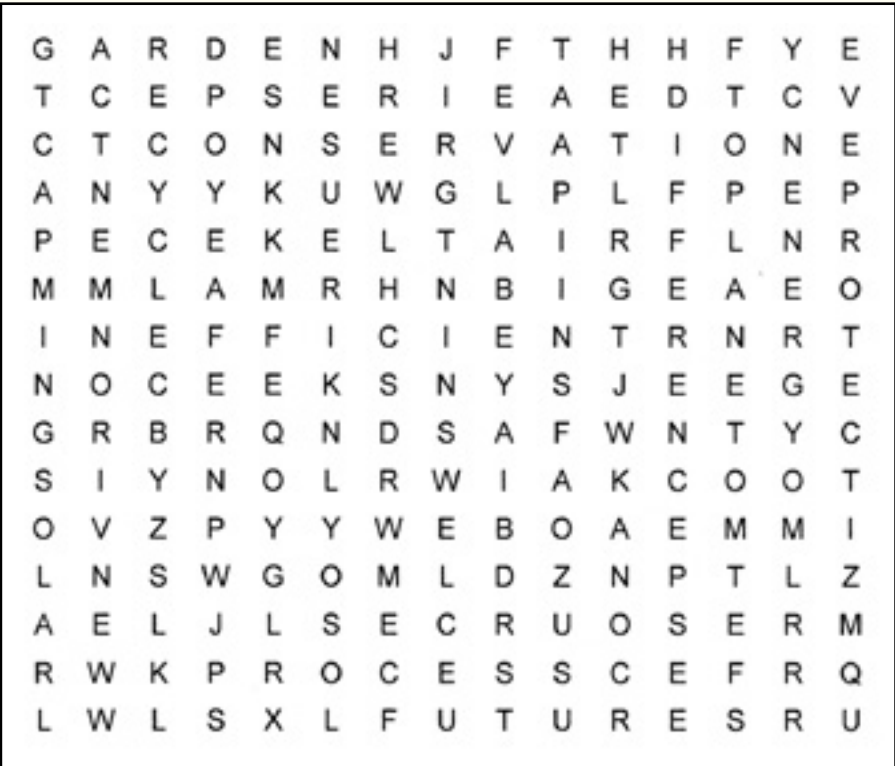 G A R D E N H J F T H H F Y E
T C E P S E R I E A E D T C V
C T C O N S E R V A T I O N E
A N Y Y K U W G L P L F P E P
P E C E K E L T A I R F L N R
M M L A M R H N B I G E A E O
I N E F F I C I E N T R N R T
N O C E E K S N Y S J E E G E
G R B R Q N D S A F W N T Y C
S I Y N O L R W I A K C O O T
O V Z P Y Y W E B O A E M M I
L N S W G O M L D Z N P T L Z
A E L J L S E C R U O S E R M
R W K P R O C E S S C E F R Q
L W L S X L F U T U R E S R U